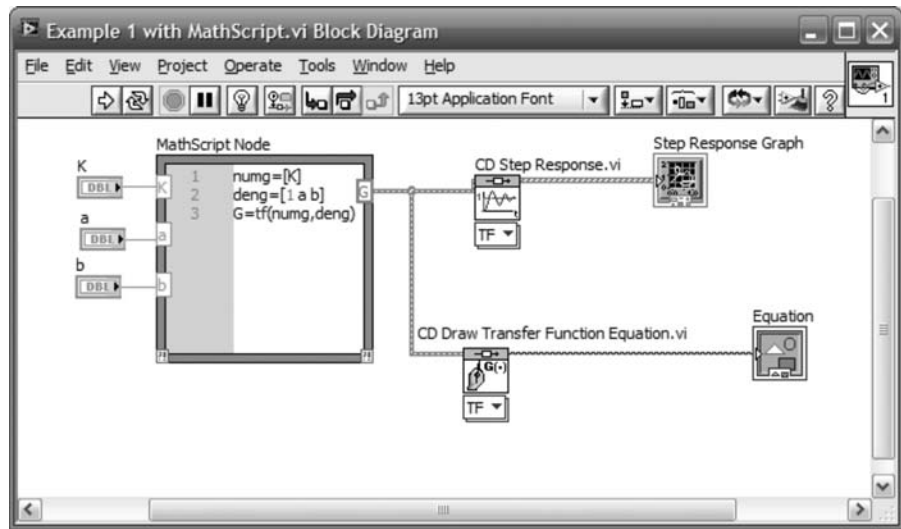 Example 1 with MathScript.vi Block Diagram
File Edit View Project Operate Tools Window Help
13pt Application Font
1
MathScript Node
K
DBL
K
a
DBL
a
b
DBL
b
1 numg=[K]
2 deng=[1 a b]
3 G=tf(numg,deng)
G
CD Step Response.vi
TF
Step Response Graph
CD Draw Transfer Function Equation.vi
G(·)
TF
Equation